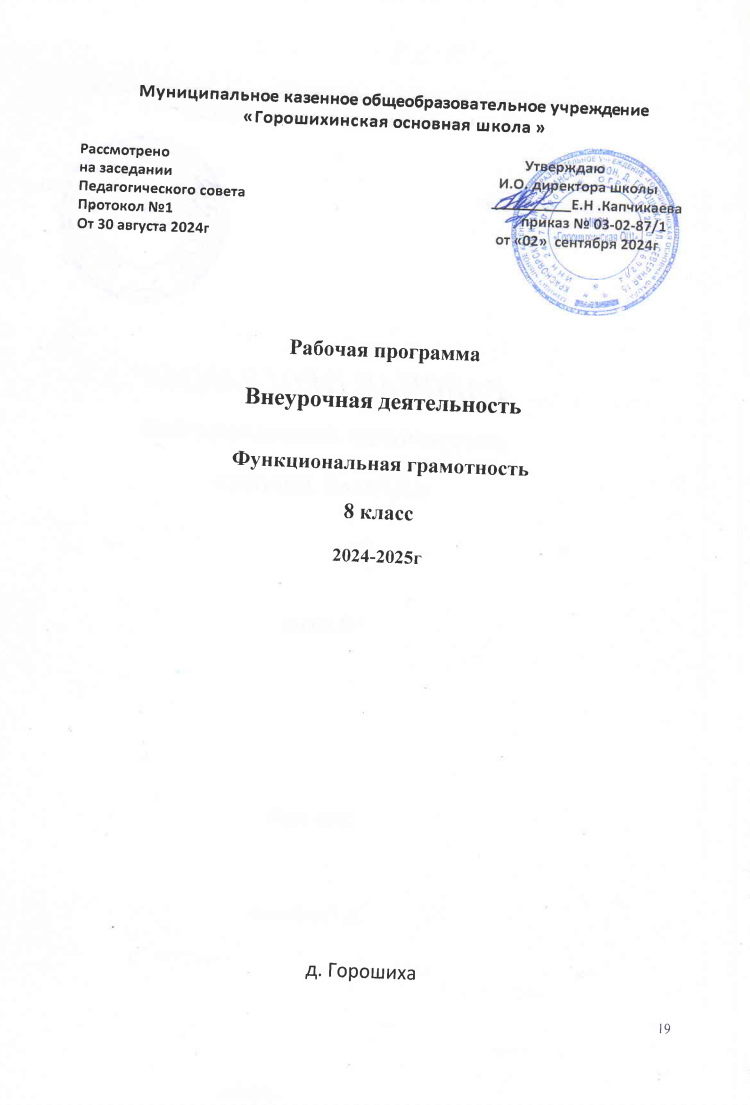 Муниципальное казенное общеобразовательное учреждение
«Горошихинская основная школа »
Рассмотрено
на заседании
Педагогического совета
Протокол №1
От 30 августа 2024г
Утверждаю
И.О. директора школы
__________Е.Н .Капчикаева
приказ № 03-02-87/1
от «02» сентября 2024г
Рабочая программа
Внеурочная деятельность
Функциональная грамотность
8 класс
2024-2025г
д. Горошиха
19